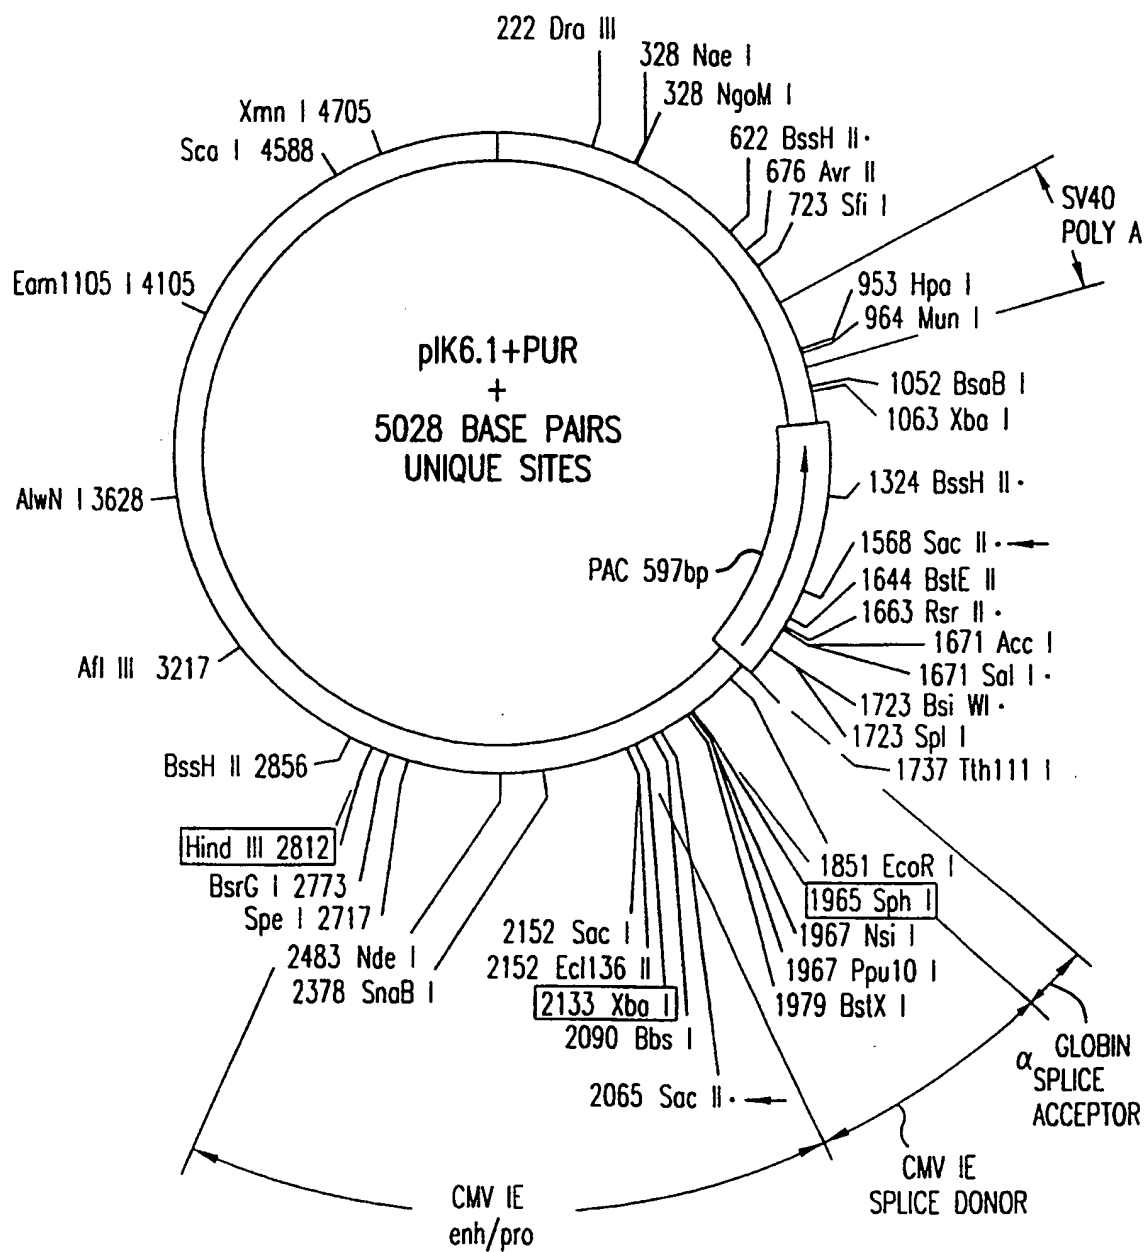 222 Dra III
328 Nae I
328 NgoM I
622 BssH II·
676 Avr II
723 Sfi I
SV40
POLY A
953 Hpa I
964 Mun I
1052 BsaB I
1063 Xba I
1324 BssH II·
1568 Sac II·
1644 BstE II
1663 Rsr II·
1671 Acc I
1671 Sal I·
1723 Bsi WI·
1723 Spl I
1737 Tth111 I
1851 EcoR I
1965 Sph I
1967 Nsi I
1967 Ppu10 I
1979 BstX I
α GLOBIN
SPLICE
ACCEPTOR
CMV IE
SPLICE DONOR
2065 Sac II·
2090 Bbs I
2133 Xba I
2152 Ecl136 II
2152 Sac I
CMV IE
enh/pro
2378 SnaB I
2483 Nde I
Spe I 2717
BsrG I 2773
Hind III 2812
BssH II 2856
Afl III 3217
AlwN I 3628
Eam1105 I 4105
Sca I 4588
Xmn I 4705
pIK6.1+PUR
+
5028 BASE PAIRS
UNIQUE SITES
PAC 597bp